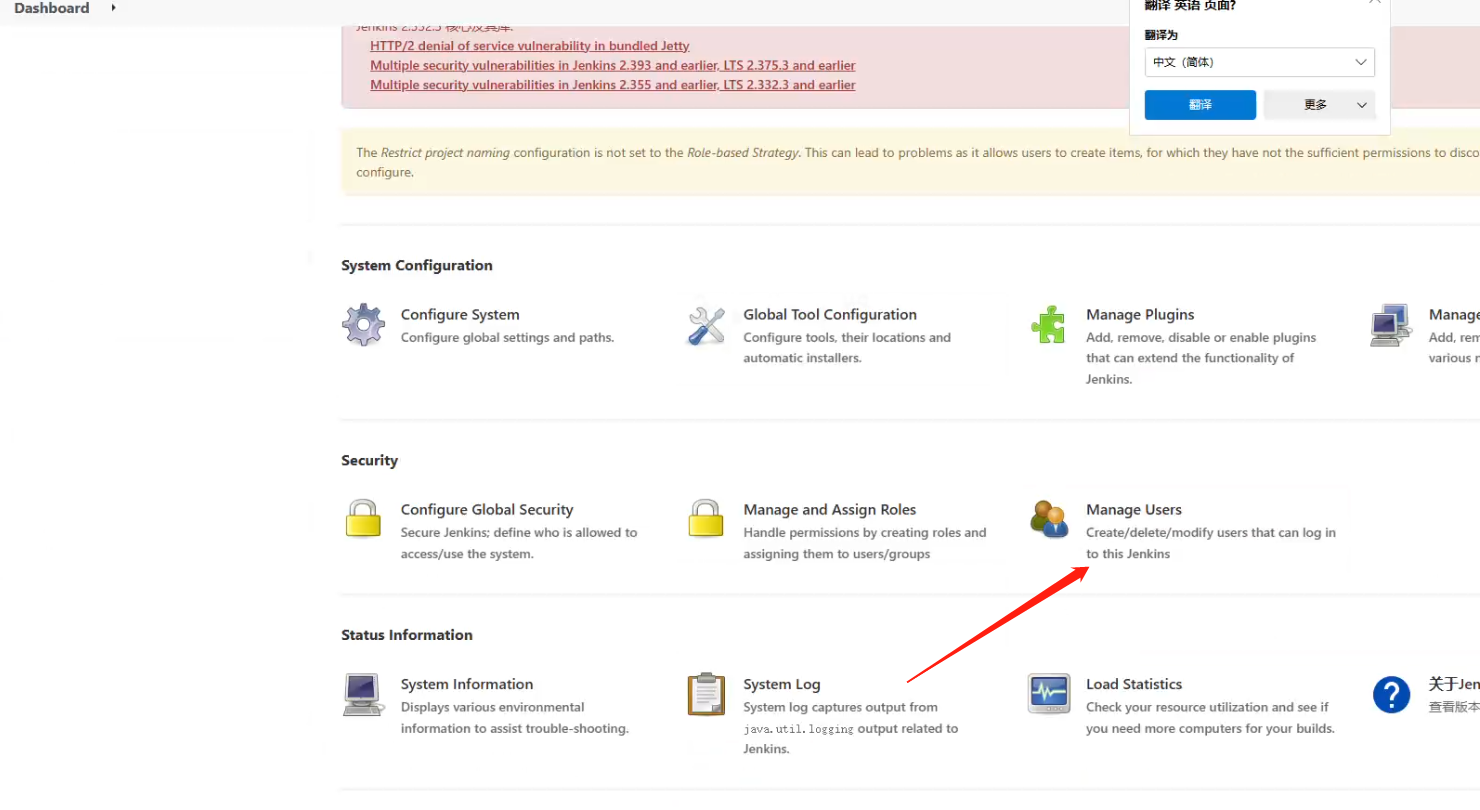 Dashboard
翻译 英语 页面?
翻译为
中文（简体）
翻译
更多
Jenkins 2.332.3 核心及其库:
HTTP/2 denial of service vulnerability in bundled Jetty
Multiple security vulnerabilities in Jenkins 2.393 and earlier, LTS 2.375.3 and earlier
Multiple security vulnerabilities in Jenkins 2.355 and earlier, LTS 2.332.3 and earlier
The Restrict project naming configuration is not set to the Role-based Strategy. This can lead to problems as it allows users to create items, for which they have not the sufficient permissions to disco
configure.
System Configuration
Configure System
Configure global settings and paths.
Global Tool Configuration
Configure tools, their locations and
automatic installers.
Manage Plugins
Add, remove, disable or enable plugins
that can extend the functionality of
Jenkins.
Manage
Add, rem
various n
Security
Configure Global Security
Secure Jenkins; define who is allowed to
access/use the system.
Manage and Assign Roles
Handle permissions by creating roles and
assigning them to users/groups
Manage Users
Create/delete/modify users that can log in
to this Jenkins
Status Information
System Information
Displays various environmental
information to assist trouble-shooting.
System Log
System log captures output from
java.util.logging output related to
Jenkins.
Load Statistics
Check your resource utilization and see if
you need more computers for your builds.
关于Jen
查看版本